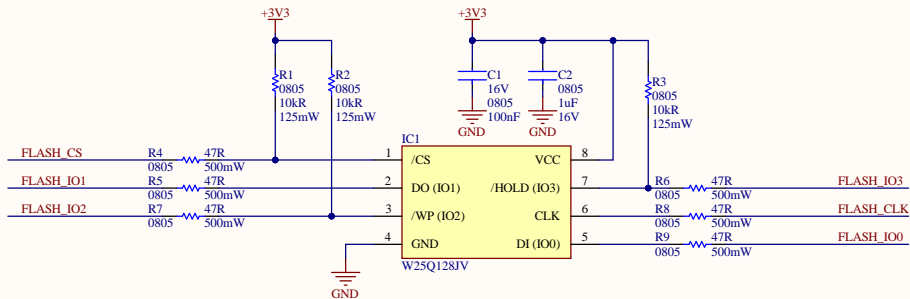 +3V3
+3V3
R1
0805
10kR
125mW
R2
0805
10kR
125mW
C1
16V
0805
100nF
GND
C2
0805
1uF
16V
GND
R3
0805
10kR
125mW
IC1
FLASH_CS
R4
0805
47R
500mW
1
/CS
VCC
8
FLASH_IO1
R5
0805
47R
500mW
2
DO (IO1)
/HOLD (IO3)
7
R6
0805
47R
500mW
FLASH_IO3
FLASH_IO2
R7
0805
47R
500mW
3
/WP (IO2)
CLK
6
R8
0805
47R
500mW
FLASH_CLK
4
GND
DI (IO0)
5
R9
0805
47R
500mW
FLASH_IO0
W25Q128JV
GND